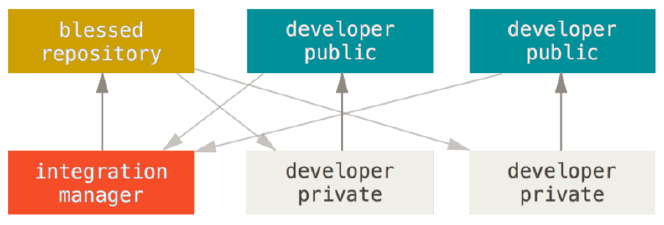 blessed
repository
developer
public
developer
public
integration
manager
developer
private
developer
private